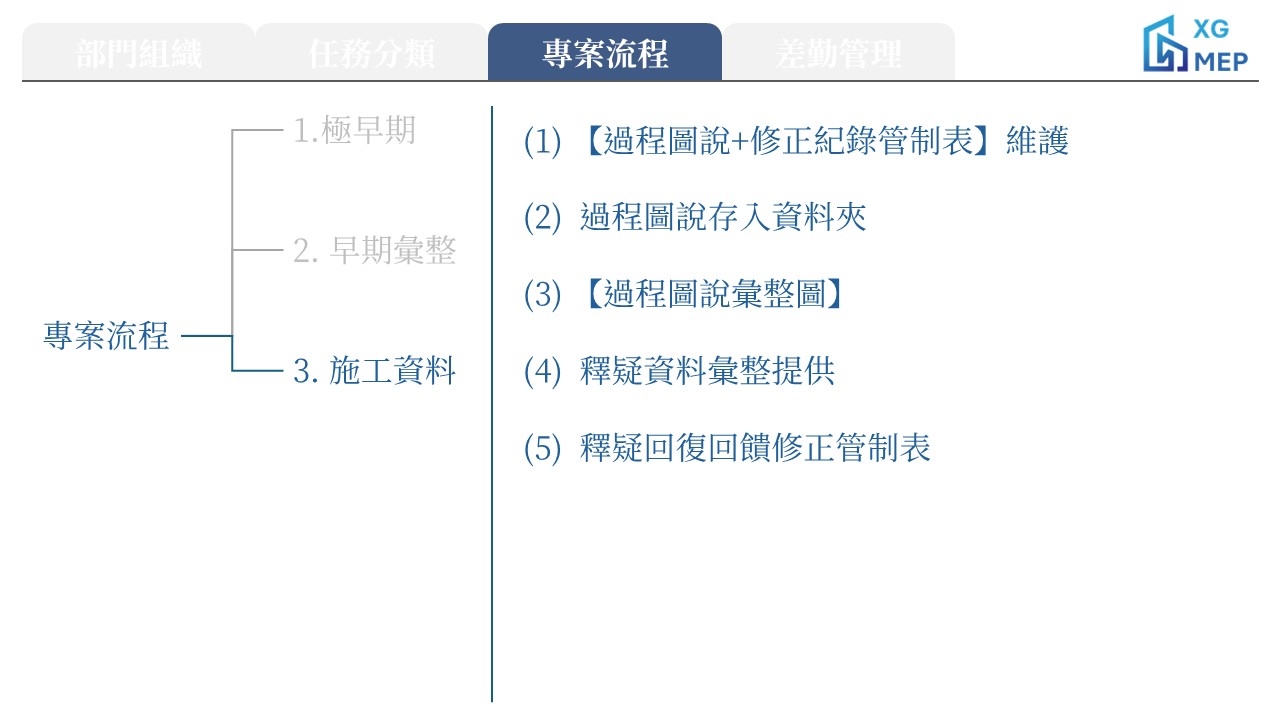 部門組織
任務分類
專案流程
差勤管理
XG
MEP
1.極早期
2. 早期彙整
專案流程
3. 施工資料
(1) 【過程圖說+修正紀錄管制表】維護
(2) 過程圖說存入資料夾
(3) 【過程圖說彙整圖】
(4) 釋疑資料彙整提供
(5) 釋疑回復回饋修正管制表